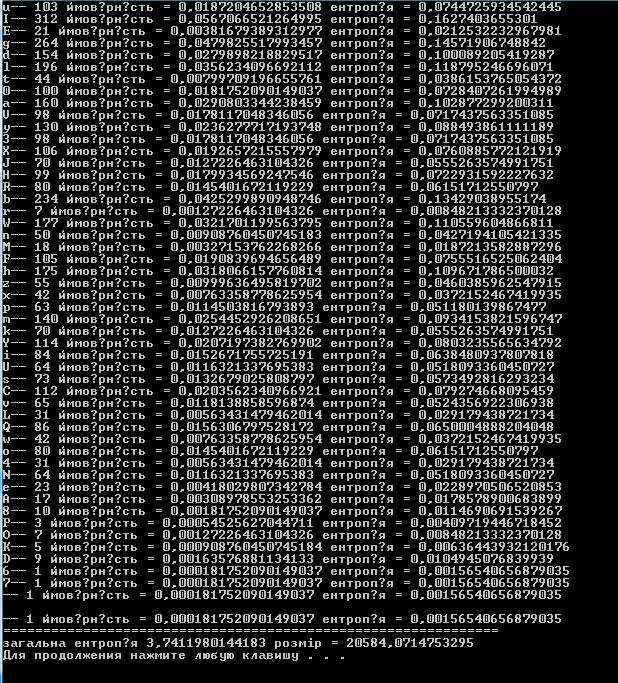 u-- 103 ймов?рн?сть = 0,0187204652853508 ентроп?я = 0,0744725934542445
I-- 312 ймов?рн?сть = 0,0567066521264995 ентроп?я = 0,1627403655301
E-- 21 ймов?рн?сть = 0,00381679389312977 ентроп?я = 0,0212532232967981
g-- 264 ймов?рн?сть = 0,0479825517993457 ентроп?я = 0,14571906748842
d-- 154 ймов?рн?сть = 0,0279898218829517 ентроп?я = 0,100089205419287
l-- 196 ймов?рн?сть = 0,0356234096692112 ентроп?я = 0,118795246696071
t-- 44 ймов?рн?сть = 0,00799709196655761 ентроп?я = 0,0386153765054372
0-- 100 ймов?рн?сть = 0,0181752090149037 ентроп?я = 0,0728407261994989
a-- 160 ймов?рн?сть = 0,0290803344238459 ентроп?я = 0,1028772992​00311
V-- 98 ймов?рн?сть = 0,0178117048346056 ентроп?я = 0,0717437563351085
y-- 130 ймов?рн?сть = 0,0236277717193748 ентроп?я = 0,088493861111189
3-- 98 ймов?рн?сть = 0,0178117048346056 ентроп?я = 0,0717437563351085
X-- 106 ймов?рн?сть = 0,0192657215557979 ентроп?я = 0,0760885772121919
J-- 70 ймов?рн?сть = 0,0127226463104326 ентроп?я = 0,0555263574991751
H-- 99 ймов?рн?сть = 0,0179934569247546 ентроп?я = 0,0722931592227632
R-- 80 ймов?рн?сть = 0,0145401672119229 ентроп?я = 0,06151712550797
b-- 234 ймов?рн?сть = 0,0425299890948746 ентроп?я = 0,13429038955174
r-- 7 ймов?рн?сть = 0,00127226463104326 ентроп?я = 0,00848213332370128
W-- 177 ймов?рн?сть = 0,0321701199563795 ентроп?я = 0,110559604866811
n-- 50 ймов?рн?сть = 0,00908760450745183 ентроп?я = 0,0427194105421335
M-- 18 ймов?рн?сть = 0,00327153762268266 ентроп?я = 0,0187213582887296
F-- 105 ймов?рн?сть = 0,0190839694656489 ентроп?я = 0,0755516525062404
h-- 175 ймов?рн?сть = 0,0318066157760814 ентроп?я = 0,109671786500032
z-- 55 ймов?рн?сть = 0,00999636495819702 ентроп?я = 0,0460385962547915
x-- 42 ймов?рн?сть = 0,00763358778625954 ентроп?я = 0,0372152467419935
p-- 63 ймов?рн?сть = 0,0114503816793893 ентроп?я = 0,051180139867477
m-- 140 ймов?рн?сть = 0,0254452926208651 ентроп?я = 0,0934153821596747
k-- 70 ймов?рн?сть = 0,0127226463104326 ентроп?я = 0,0555263574991751
Y-- 114 ймов?рн?сть = 0,0207197382769902 ентроп?я = 0,0803235565634792
i-- 84 ймов?рн?сть = 0,0152671755725191 ентроп?я = 0,0638480937807818
U-- 64 ймов?рн?сть = 0,0116321337695383 ентроп?я = 0,0518093360450727
s-- 73 ймов?рн?сть = 0,0132679025808797 ентроп?я = 0,0573492816293234
C-- 112 ймов?рн?сть = 0,0203562340966921 ентроп?я = 0,079274668095459
v-- 65 ймов?рн?сть = 0,0118138858596874 ентроп?я = 0,052435692230693​8
L-- 31 ймов?рн?сть = 0,00563431479462014 ентроп?я = 0,029179438721734
Q-- 86 ймов?рн?сть = 0,0156306797528172 ентроп?я = 0,0650004888204048
w-- 42 ймов?рн?сть = 0,00763358778625954 ентроп?я = 0,0372152467419935
o-- 80 ймов?рн?сть = 0,0145401672119229 ентроп?я = 0,06151712550797
4-- 31 ймов?рн?сть = 0,00563431479462014 ентроп?я = 0,029179438721734
N-- 64 ймов?рн?сть = 0,0116321337695383 ентроп?я = 0,0518093360450727
e-- 23 ймов?рн?сть = 0,00418029807342784 ентроп?я = 0,0228970506520853
A-- 17 ймов?рн?сть = 0,00308978553253362 ентроп?я = 0,0178578900683899
8-- 10 ймов?рн?сть = 0,00181752090149037 ентроп?я = 0,0114690691539267
P-- 3 ймов?рн?сть = 0,00054525627044711 ентроп?я = 0,00409719446718452
O-- 7 ймов?рн?сть = 0,00127226463104326 ентроп?я = 0,00848213332370128
K-- 5 ймов?рн?сть = 0,000908760450745184 ентроп?я = 0,00636443932120176
D-- 9 ймов?рн?сть = 0,00163576881134133 ентроп?я = 0,0104945076839939
6-- 1 ймов?рн?сть = 0,000181752090149037 ентроп?я = 0,00156540656879035
7-- 1 ймов?рн?сть = 0,000181752090149037 ентроп?я = 0,00156540656879035
-- 1 ймов?рн?сть = 0,000181752090149037 ентроп?я = 0,00156540656879035
-- 1 ймов?рн?сть = 0,000181752090149037 ентроп?я = 0,00156540656879035
==============================================================
загальна ентроп?я 3,7411980144183 розмір = 20584,0714753295
Для продолжения нажмите любую клавишу . . .